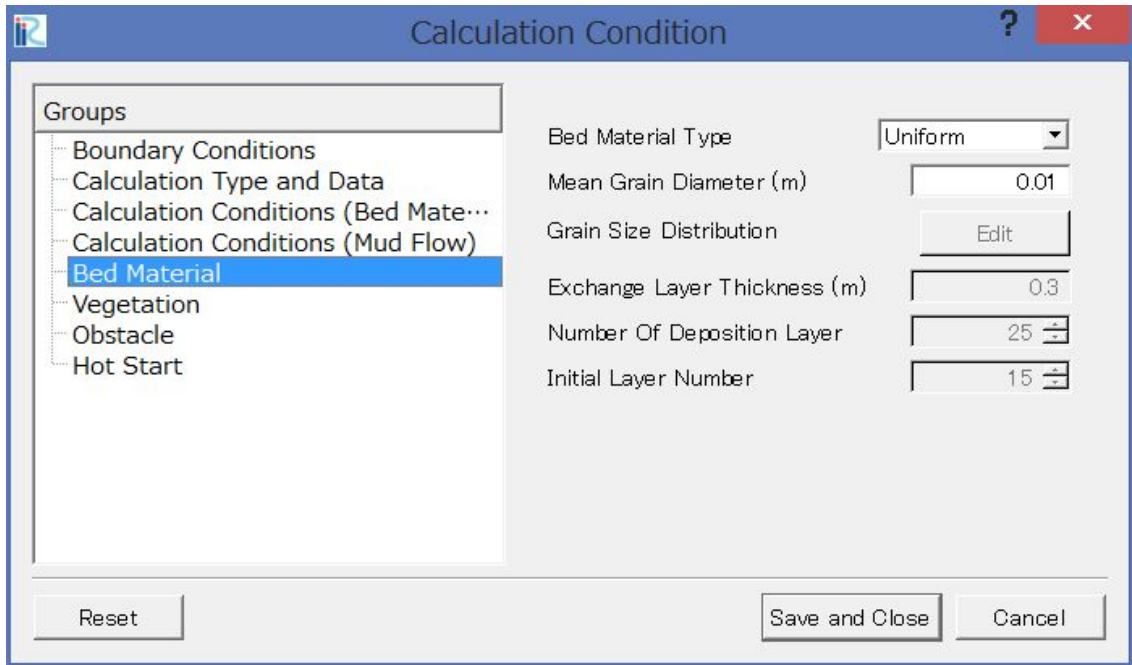 iRIC
Calculation Condition
?
×
Groups
Boundary Conditions
Calculation Type and Data
Calculation Conditions (Bed Mate…
Calculation Conditions (Mud Flow)
Bed Material
Vegetation
Obstacle
Hot Start
Bed Material Type Uniform
Mean Grain Diameter (m) 0.01
Grain Size Distribution Edit
Exchange Layer Thickness (m) 0.3
Number Of Deposition Layer 25
Initial Layer Number 15
Reset Save and Close Cancel